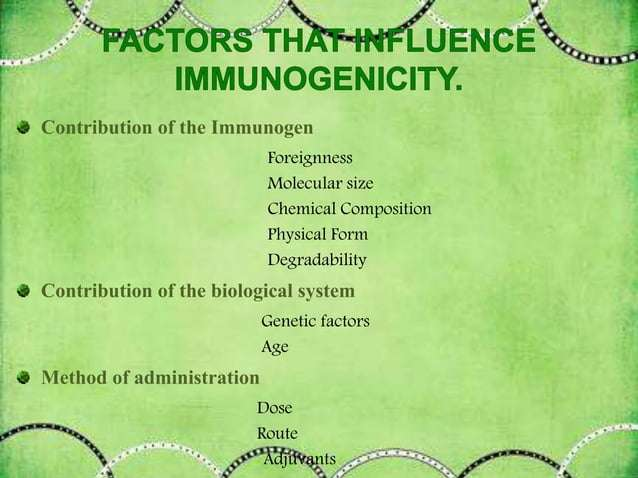 FACTORS THAT INFLUENCE
IMMUNOGENICITY.
Contribution of the Immunogen
Foreignness
Molecular size
Chemical Composition
Physical Form
Degradability
Contribution of the biological system
Genetic factors
Age
Method of administration
Dose
Route
Adjuvants